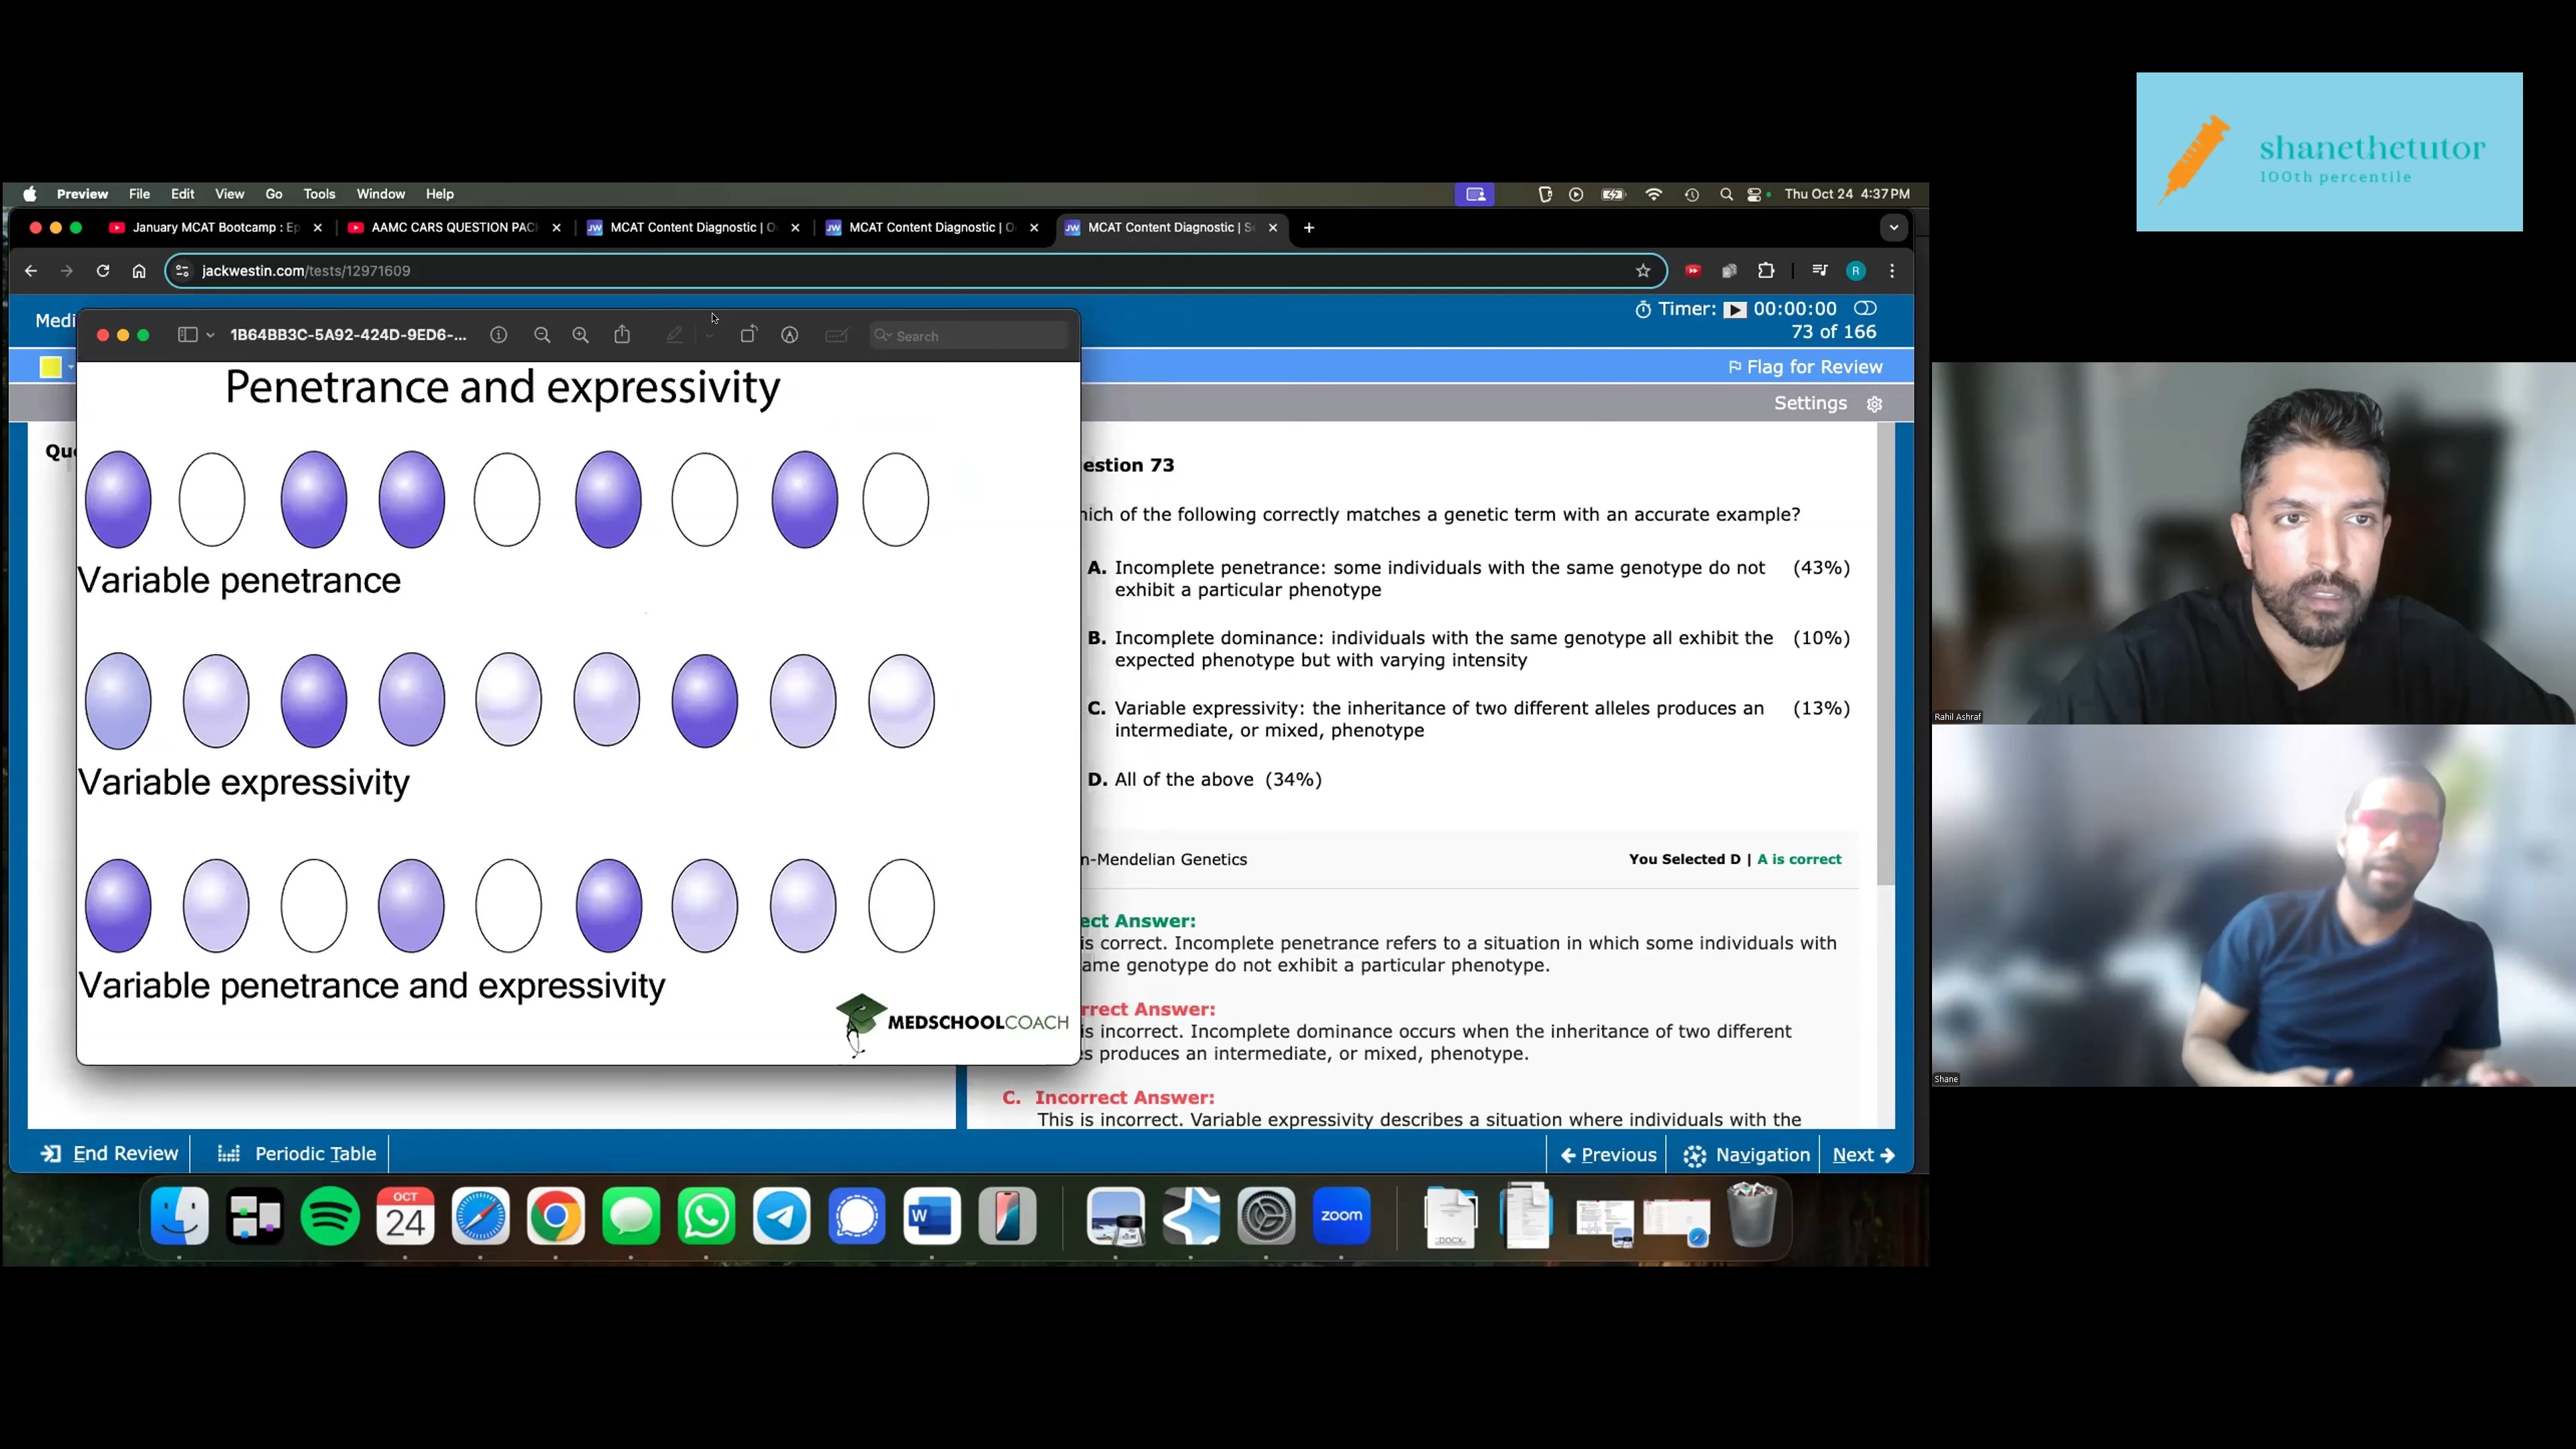 shanethetutor
100th percentile
Preview File Edit View Go Tools Window Help
Thu Oct 24 4:37 PM
January MCAT Bootcamp : Ep
AAMC CARS QUESTION PAC
MCAT Content Diagnostic | O
MCAT Content Diagnostic | O
MCAT Content Diagnostic | S
jackwestin.com/tests/12971609
R
Medi
Timer: 00:00:00
73 of 166
1B64BB3C-5A92-424D-9ED6-...
Search
Flag for Review
Settings
Penetrance and expressivity
Variable penetrance
Variable expressivity
Variable penetrance and expressivity
MEDSCHOOLCOACH
Que
estion 73
hich of the following correctly matches a genetic term with an accurate example?
A. Incomplete penetrance: some individuals with the same genotype do not (43%)
exhibit a particular phenotype
B. Incomplete dominance: individuals with the same genotype all exhibit the (10%)
expected phenotype but with varying intensity
C. Variable expressivity: the inheritance of two different alleles produces an (13%)
intermediate, or mixed, phenotype
D. All of the above (34%)
n-Mendelian Genetics
You Selected D | A is correct
ect Answer:
is correct. Incomplete penetrance refers to a situation in which some individuals with
ame genotype do not exhibit a particular phenotype.
rrect Answer:
is incorrect. Incomplete dominance occurs when the inheritance of two different
es produces an intermediate, or mixed, phenotype.
C. Incorrect Answer:
This is incorrect. Variable expressivity describes a situation where individuals with the
End Review
Periodic Table
Previous
Navigation
Next
OCT
24
W
zoom
DOCX
Rahil Ashraf
Shane